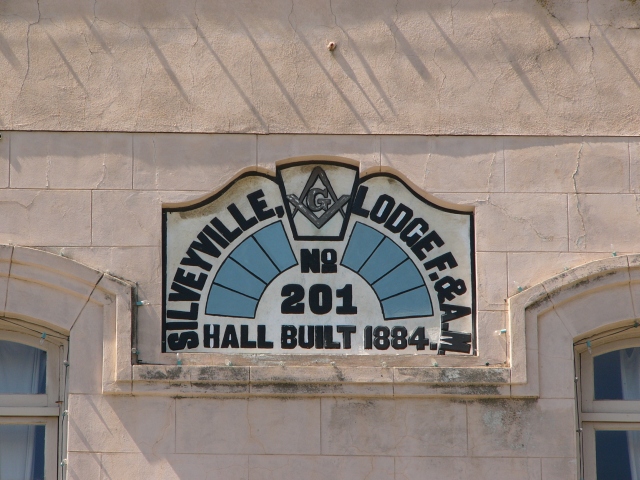 SILVEYVILLE, LODGE F. & A.M.
G
NO
201
HALL BUILT 1884.